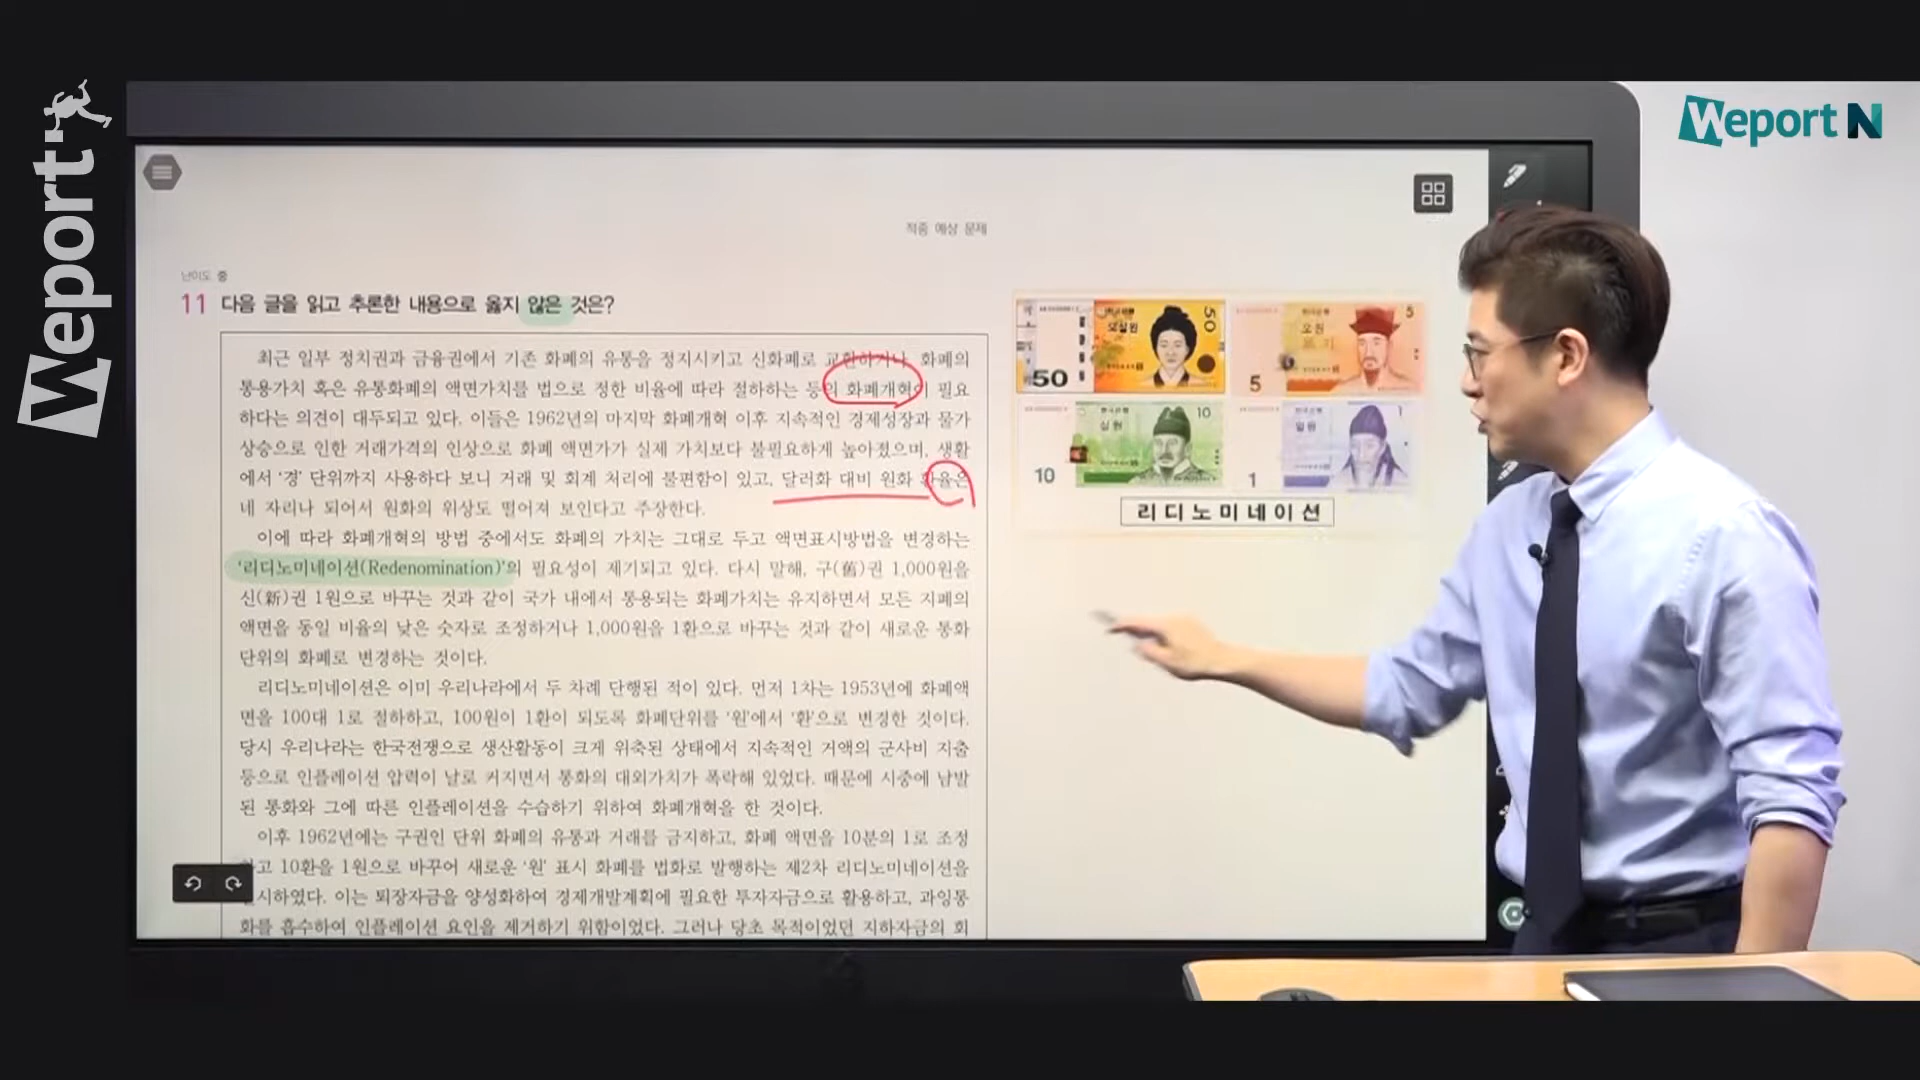 Weport
Weport N
적중 예상 문제
난이도 중
11 다음 글을 읽고 추론한 내용으로 옳지 않은 것은?
최근 일부 정치권과 금융권에서 기존 화폐의 유통을 정지시키고 신화폐로 교환하거나, 화폐의
통용가치 혹은 유통화폐의 액면가치를 법으로 정한 비율에 따라 절하하는 등의 화폐개혁이 필요
하다는 의견이 대두되고 있다. 이들은 1962년의 마지막 화폐개혁 이후 지속적인 경제성장과 물가
상승으로 인한 거래가격의 인상으로 화폐 액면가가 실제 가치보다 불필요하게 높아졌으며, 생활
에서 '경' 단위까지 사용하다 보니 거래 및 회계 처리에 불편함이 있고, 달러화 대비 원화 환율은
네 자리나 되어서 원화의 위상도 떨어져 보인다고 주장한다.
이에 따라 화폐개혁의 방법 중에서도 화폐의 가치는 그대로 두고 액면표시방법을 변경하는
'리디노미네이션(Redenomination)'의 필요성이 제기되고 있다. 다시 말해, 구(舊)권 1,000원을
신(新)권 1원으로 바꾸는 것과 같이 국가 내에서 통용되는 화폐가치는 유지하면서 모든 지폐의
액면을 동일 비율의 낮은 숫자로 조정하거나 1,000원을 1환으로 바꾸는 것과 같이 새로운 통화
단위의 화폐로 변경하는 것이다.
리디노미네이션은 이미 우리나라에서 두 차례 단행된 적이 있다. 먼저 1차는 1953년에 화폐액
면을 100대 1로 절하하고, 100원이 1환이 되도록 화폐단위를 '원'에서 '환'으로 변경한 것이다.
당시 우리나라는 한국전쟁으로 생산활동이 크게 위축된 상태에서 지속적인 거액의 군사비 지출
등으로 인플레이션 압력이 날로 커지면서 통화의 대외가치가 폭락해 있었다. 때문에 시중에 남발
된 통화와 그에 따른 인플레이션을 수습하기 위하여 화폐개혁을 한 것이다.
이후 1962년에는 구권인 단위 화폐의 유통과 거래를 금지하고, 화폐 액면을 10분의 1로 조정
하고 10환을 1원으로 바꾸어 새로운 '원' 표시 화폐를 법화로 발행하는 제2차 리디노미네이션을
시하였다. 이는 퇴장자금을 양성화하여 경제개발계획에 필요한 투자자금으로 활용하고, 과잉통
화를 흡수하여 인플레이션 요인을 제거하기 위함이었다. 그러나 당초 목적이었던 지하자금의 회
50
오십원
50
한국은행
오원
5
5
한국은행
십원
10
10
한국은행
일원
1
1
리디노미네이션